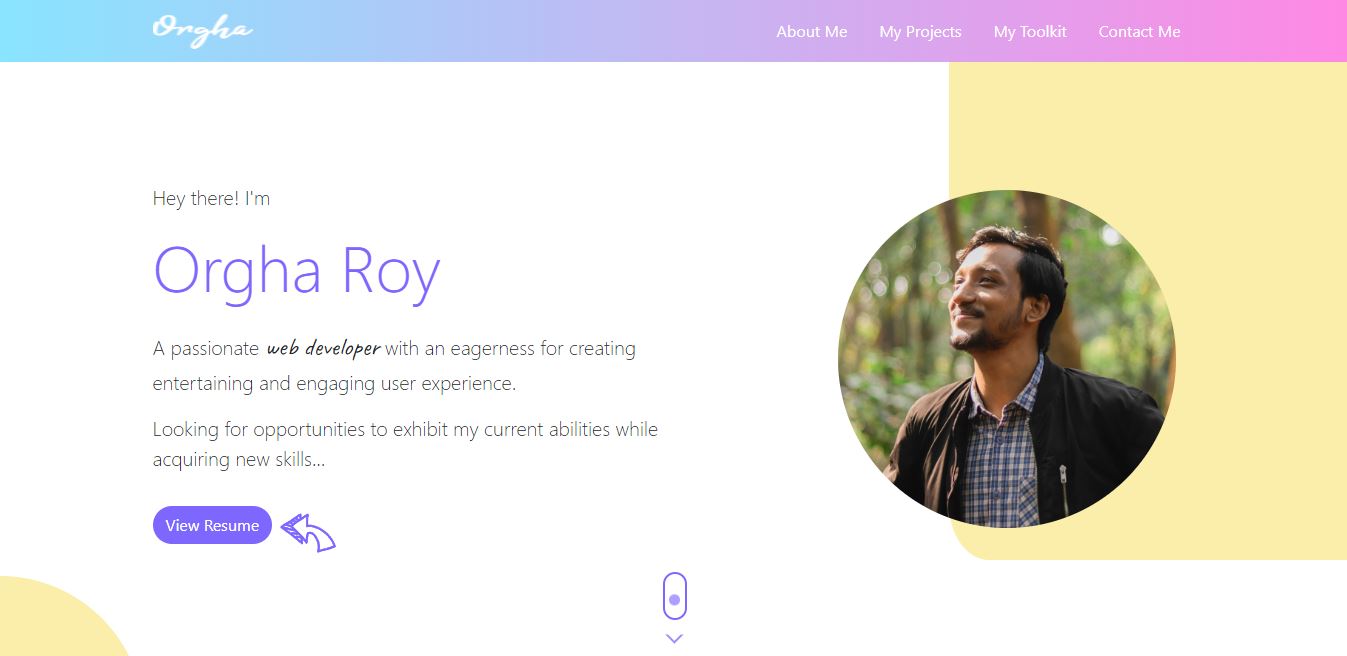 Orgha
About Me My Projects My Toolkit Contact Me
Hey there! I'm
Orgha Roy
A passionate web developer with an eagerness for creating
entertaining and engaging user experience.
Looking for opportunities to exhibit my current abilities while
acquiring new skills...
View Resume